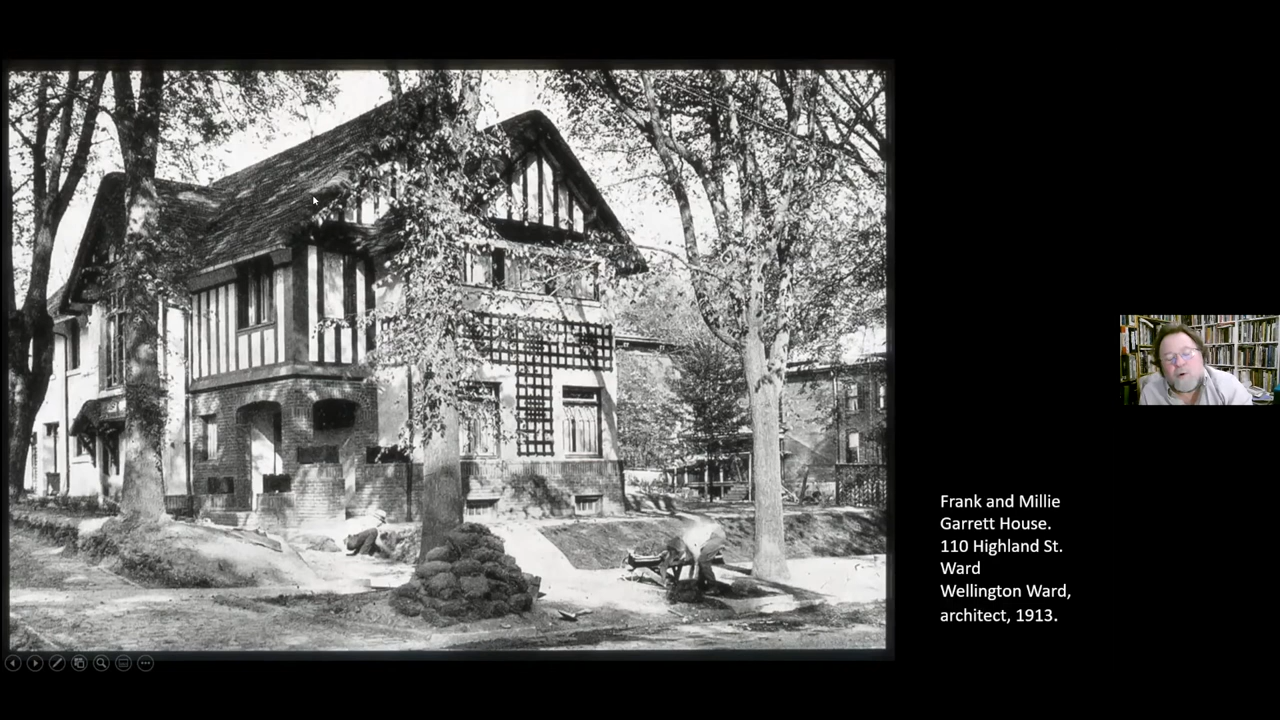 Frank and Millie
Garrett House.
110 Highland St.
Ward
Wellington Ward,
architect, 1913.